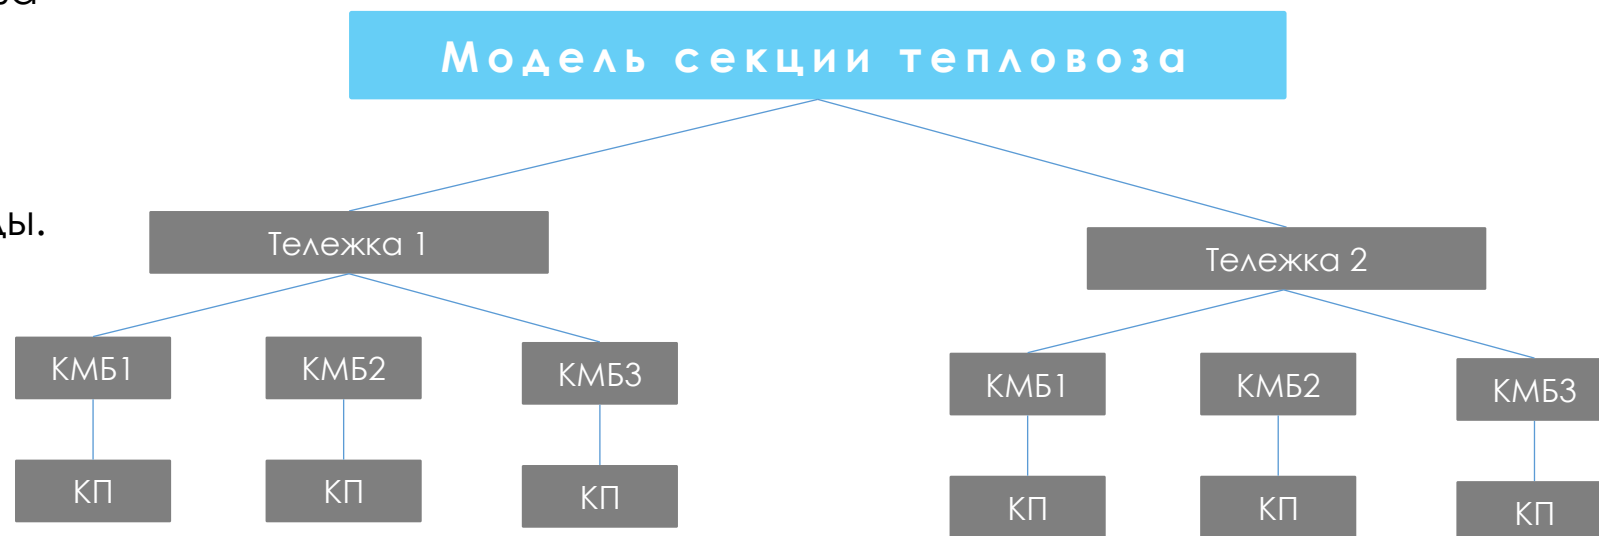 Модель секции тепловоза
Тележка 1
Тележка 2
КМБ1
КМБ2
КМБ3
КМБ1
КМБ2
КМБ3
КП
КП
КП
КП
КП
КП